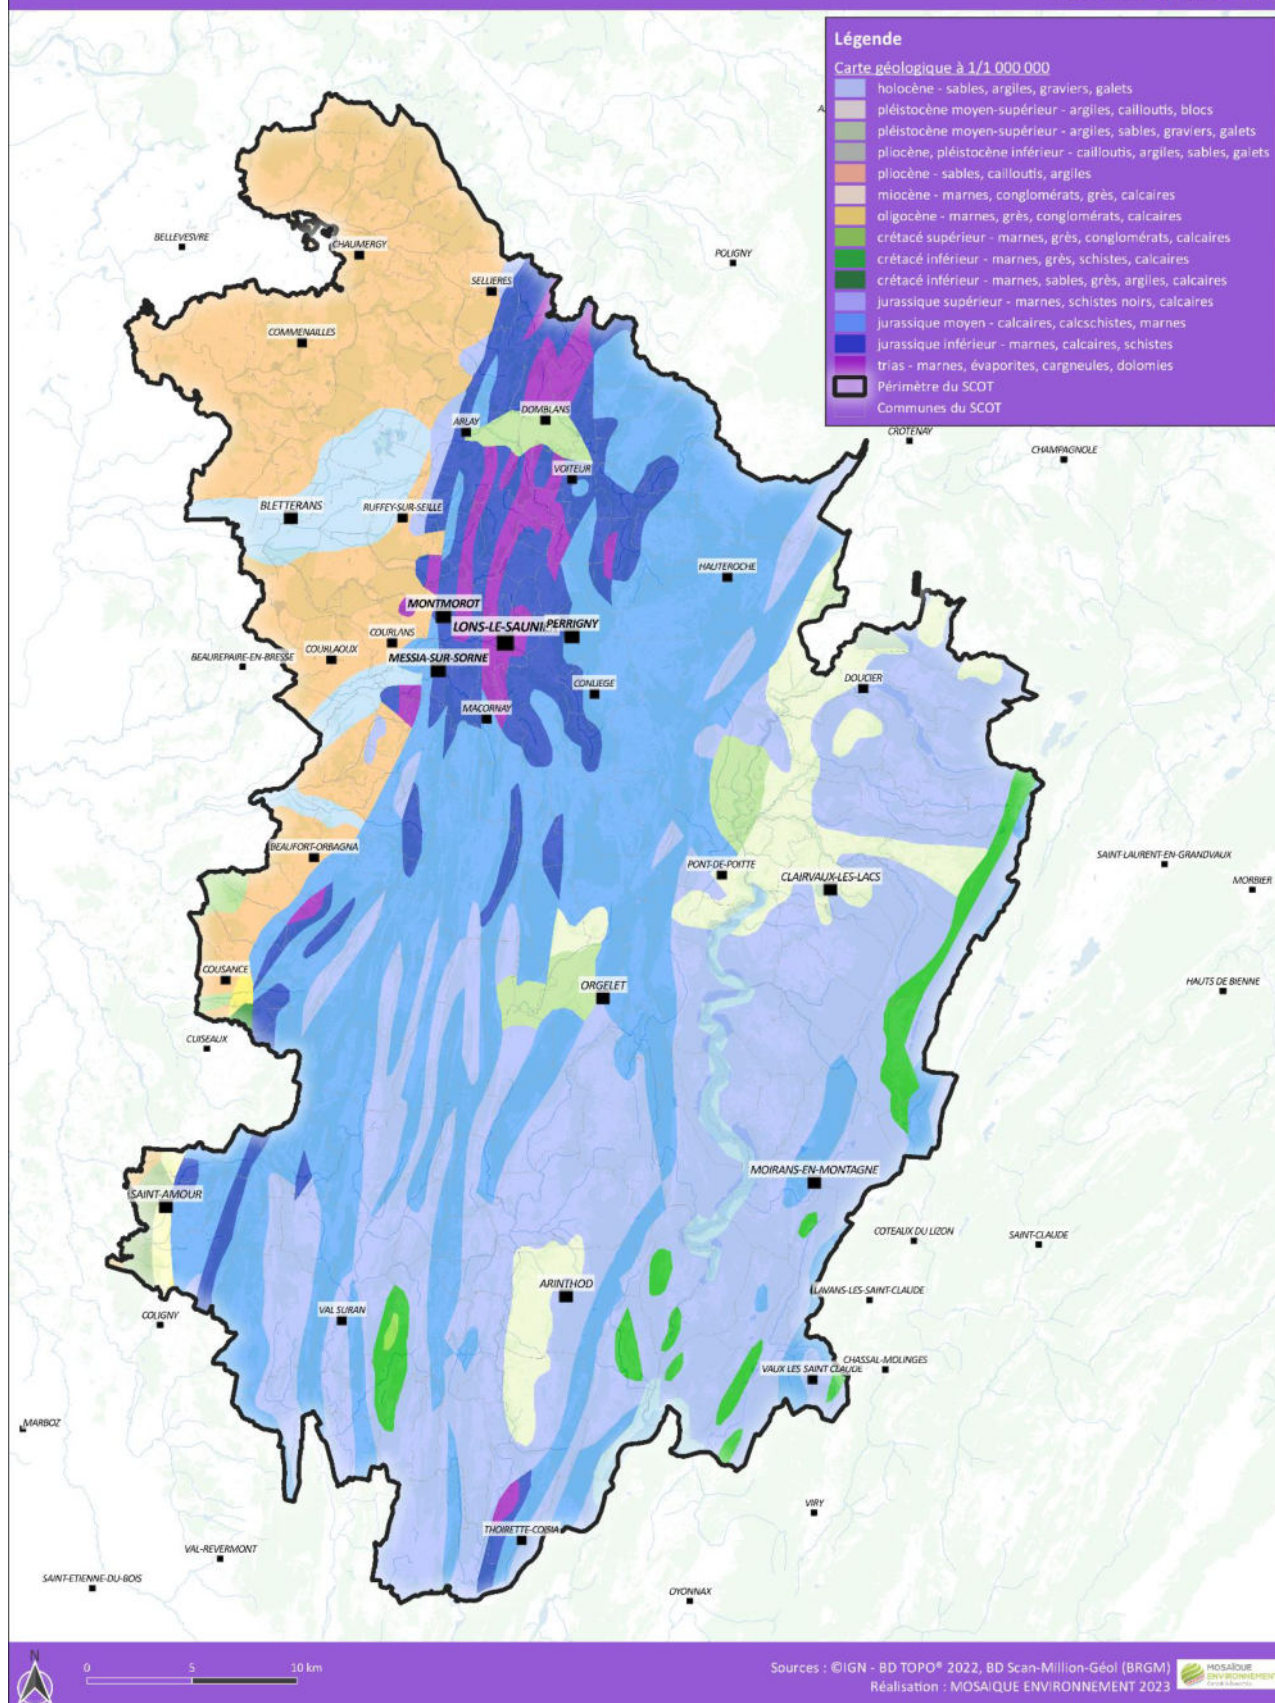 Légende
Carte géologique à 1/1 000 000
holocène - sables, argiles, graviers, galets
pléistocène moyen-supérieur - argiles, cailloutis, blocs
pléistocène moyen-supérieur - argiles, sables, graviers, galets
pliocène, pléistocène inférieur - cailloutis, argiles, sables, galets
pliocène - sables, cailloutis, argiles
miocène - marnes, conglomérats, grès, calcaires
oligocène - marnes, grès, conglomérats, calcaires
crétacé supérieur - marnes, grès, conglomérats, calcaires
crétacé inférieur - marnes, grès, schistes, calcaires
crétacé inférieur - marnes, sables, grès, argiles, calcaires
jurassique supérieur - marnes, schistes noirs, calcaires
jurassique moyen - calcaires, calcschistes, marnes
jurassique inférieur - marnes, calcaires, schistes
trias - marnes, évaporites, cargneules, dolomies
Périmètre du SCOT
Communes du SCOT
BELLEVESVRE
CHAUMERGY
POLIGNY
SELLIERES
COMMENAILLES
DOMBLANS
ARLAY
CROTENAY
CHAMPAGNOLE
VOITEUR
BLETTERANS
RUFFEY-SUR-SEILLE
HAUTEROCHE
MONTMOROT
LONS-LE-SAUNI
PERRIGNY
COURLANS
COURLAOUX
BEAUREPAIRE-EN-BRESSE
MESSIA-SUR-SORNE
CONLIEGE
DOUCIER
MACORNAY
BEAUFORT-ORBAGNA
PONT-DE-POITTE
CLAIRVAUX-LES-LACS
SAINT-LAURENT-EN-GRANDVAUX
MORBIER
COUSANCE
ORGELET
HAUTS DE BIENNE
CUISEAUX
MOIRANS-EN-MONTAGNE
SAINT-AMOUR
COTEAUX DU LIZON
SAINT-CLAUDE
ARINTHOD
LAVANS-LES-SAINT-CLAUDE
COLIGNY
VAL SURAN
VAUX LES SAINT CLAUDE
CHASSAL-MOLINGES
MARBOZ
VIRY
THOIRETTE-COISIA
VAL-REVERMONT
SAINT-ETIENNE-DU-BOIS
OYONNAX
N
0 5 10 km
Sources : ©IGN - BD TOPO® 2022, BD Scan-Million-Géol (BRGM)
Réalisation : MOSAIQUE ENVIRONNEMENT 2023
MOSAÏQUE
ENVIRONNEMENT